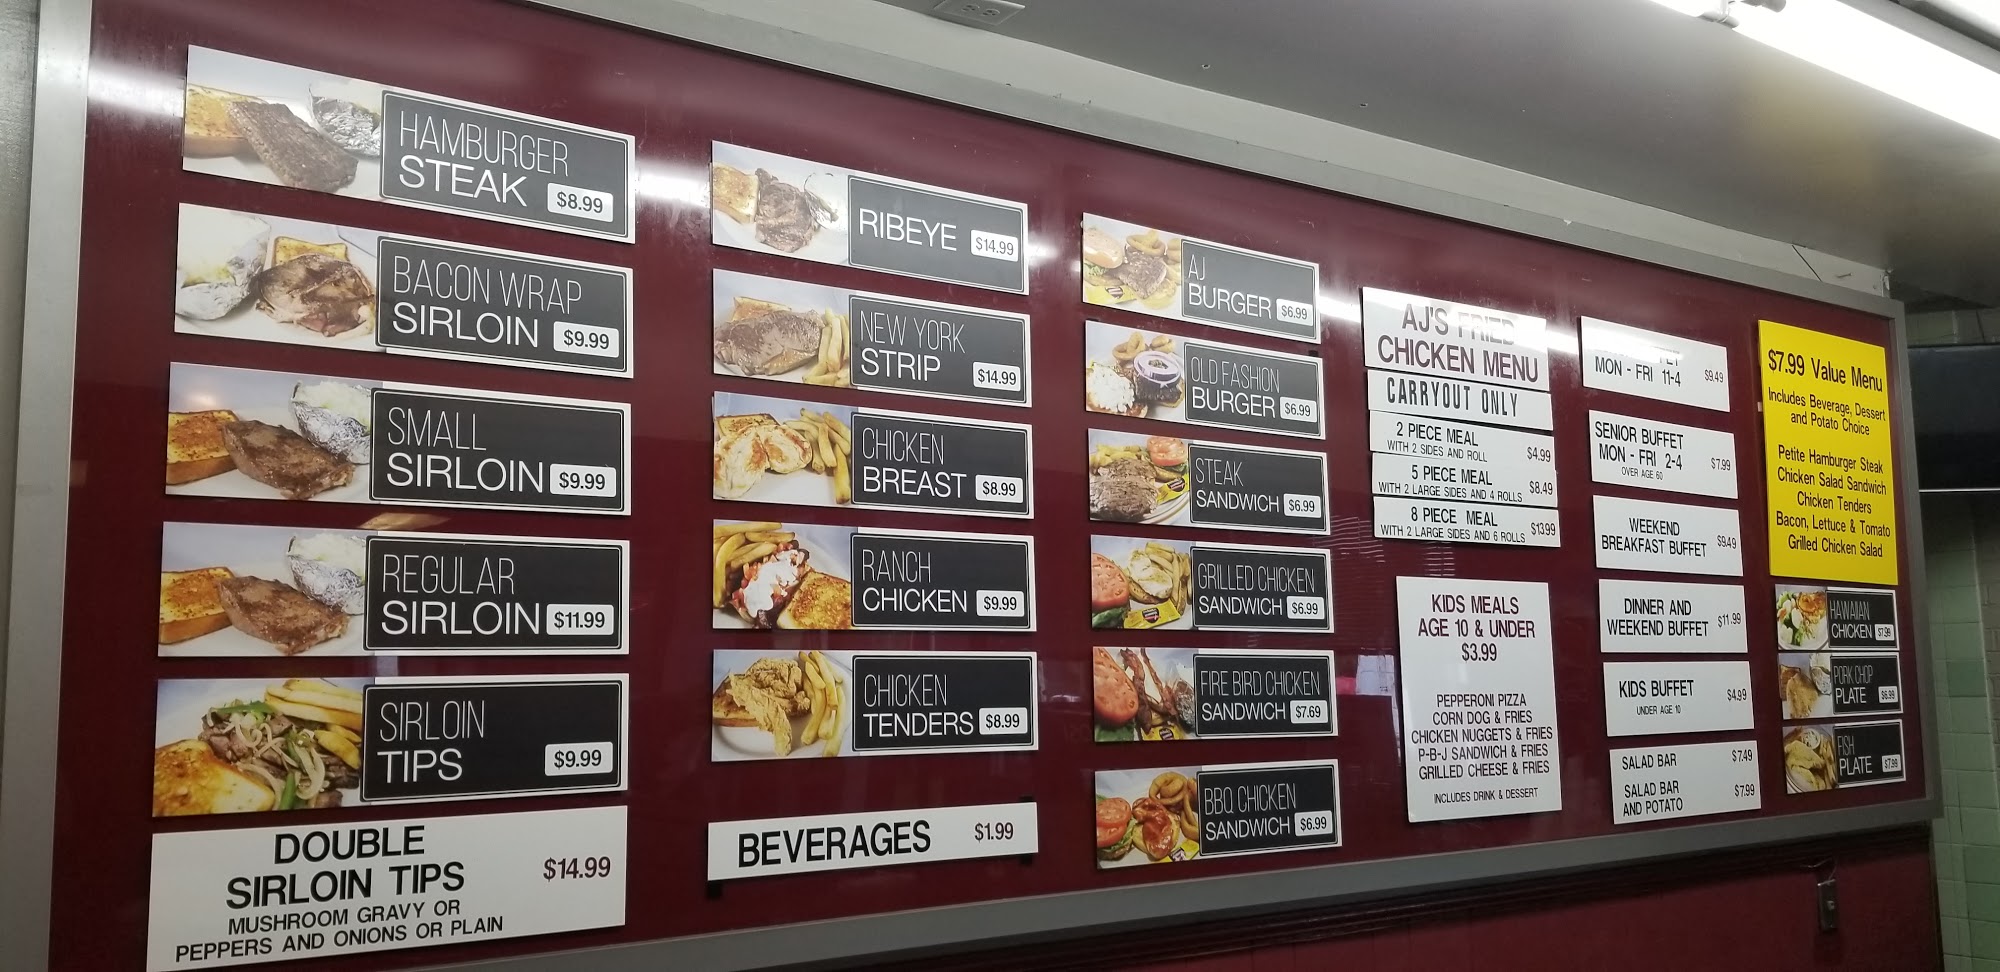 HAMBURGER
STEAK $8.99
BACON WRAP
SIRLOIN $9.99
SMALL
SIRLOIN $9.99
REGULAR
SIRLOIN $11.99
SIRLOIN
TIPS $9.99
DOUBLE
SIRLOIN TIPS $14.99
MUSHROOM GRAVY OR
PEPPERS AND ONIONS OR PLAIN
RIBEYE $14.99
NEW YORK
STRIP $14.99
CHICKEN
BREAST $8.99
RANCH
CHICKEN $9.99
CHICKEN
TENDERS $8.99
BEVERAGES $1.99
AJ
BURGER $6.99
OLD FASHION
BURGER $6.99
STEAK
SANDWICH $6.99
GRILLED CHICKEN
SANDWICH $6.99
FIRE BIRD CHICKEN
SANDWICH $7.69
BBQ CHICKEN
SANDWICH $6.99
AJ'S FRIED
CHICKEN MENU
CARRYOUT ONLY
2 PIECE MEAL
WITH 2 SIDES AND ROLL $4.99
5 PIECE MEAL
WITH 2 LARGE SIDES AND 4 ROLLS $8.49
8 PIECE MEAL
WITH 2 LARGE SIDES AND 6 ROLLS $13.99
KIDS MEALS
AGE 10 & UNDER
$3.99
PEPPERONI PIZZA
CORN DOG & FRIES
CHICKEN NUGGETS & FRIES
P-B-J SANDWICH & FRIES
GRILLED CHEESE & FRIES
INCLUDES DRINK & DESSERT
MON - FRI 11-4 $9.49
SENIOR BUFFET
MON - FRI 2-4 $7.99
OVER AGE 60
WEEKEND
BREAKFAST BUFFET $9.49
DINNER AND
WEEKEND BUFFET $11.99
KIDS BUFFET $4.99
UNDER AGE 10
SALAD BAR $7.49
SALAD BAR
AND POTATO $7.99
$7.99 Value Menu
Includes Beverage, Dessert
and Potato Choice
Petite Hamburger Steak
Chicken Salad Sandwich
Chicken Tenders
Bacon, Lettuce & Tomato
Grilled Chicken Salad
HAWAIIAN
CHICKEN $7.99
PORK CHOP
PLATE $6.99
FISH
PLATE $7.99